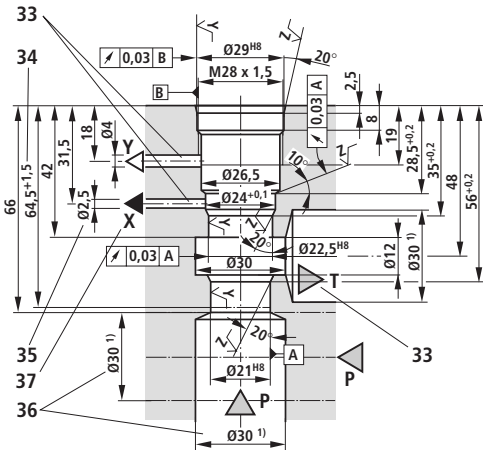 33
34
0,03 B
Y
Ø29H8
Z
20°
M28 x 1,5
B
0,03 A
2,5
8
18
Ø4
31,5
42
64,5+1,5
66
Y
X
Ø2,5
Ø26,5
Ø24+0,1
10°
Z
19
28,5+0,2
35+0,2
48
56+0,2
Y
Z
20°
Ø22,5H8
0,03 A
Ø30
Ø12
Ø30 1)
T
Y
35
37
36
Ø30 1)
Z
20°
A
33
P
Ø21H8
P
Ø30 1)